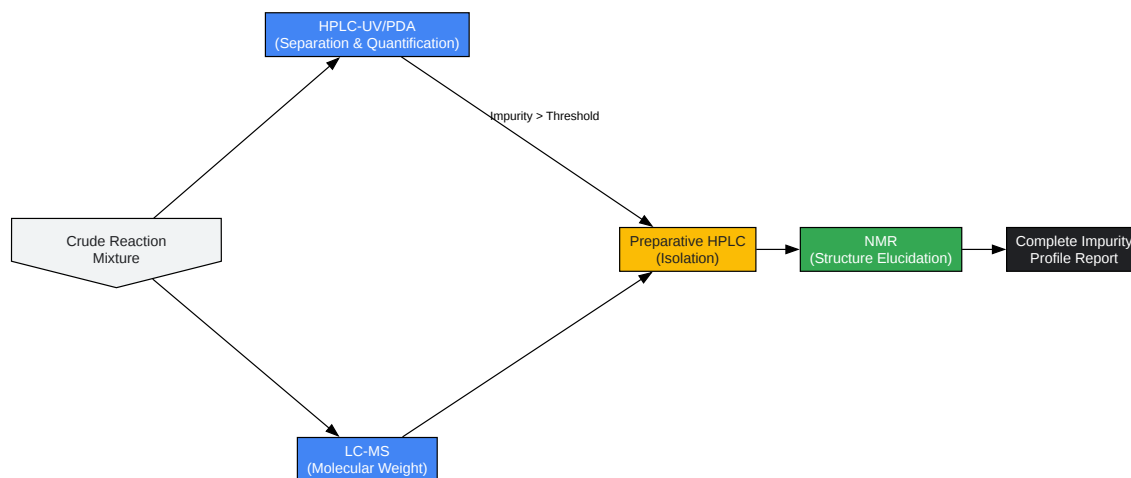 HPLC-UV/PDA
(Separation & Quantification)
Impurity > Threshold
Crude Reaction
Mixture
Preparative HPLC
(Isolation)
NMR
(Structure Elucidation)
Complete Impurity
Profile Report
LC-MS
(Molecular Weight)